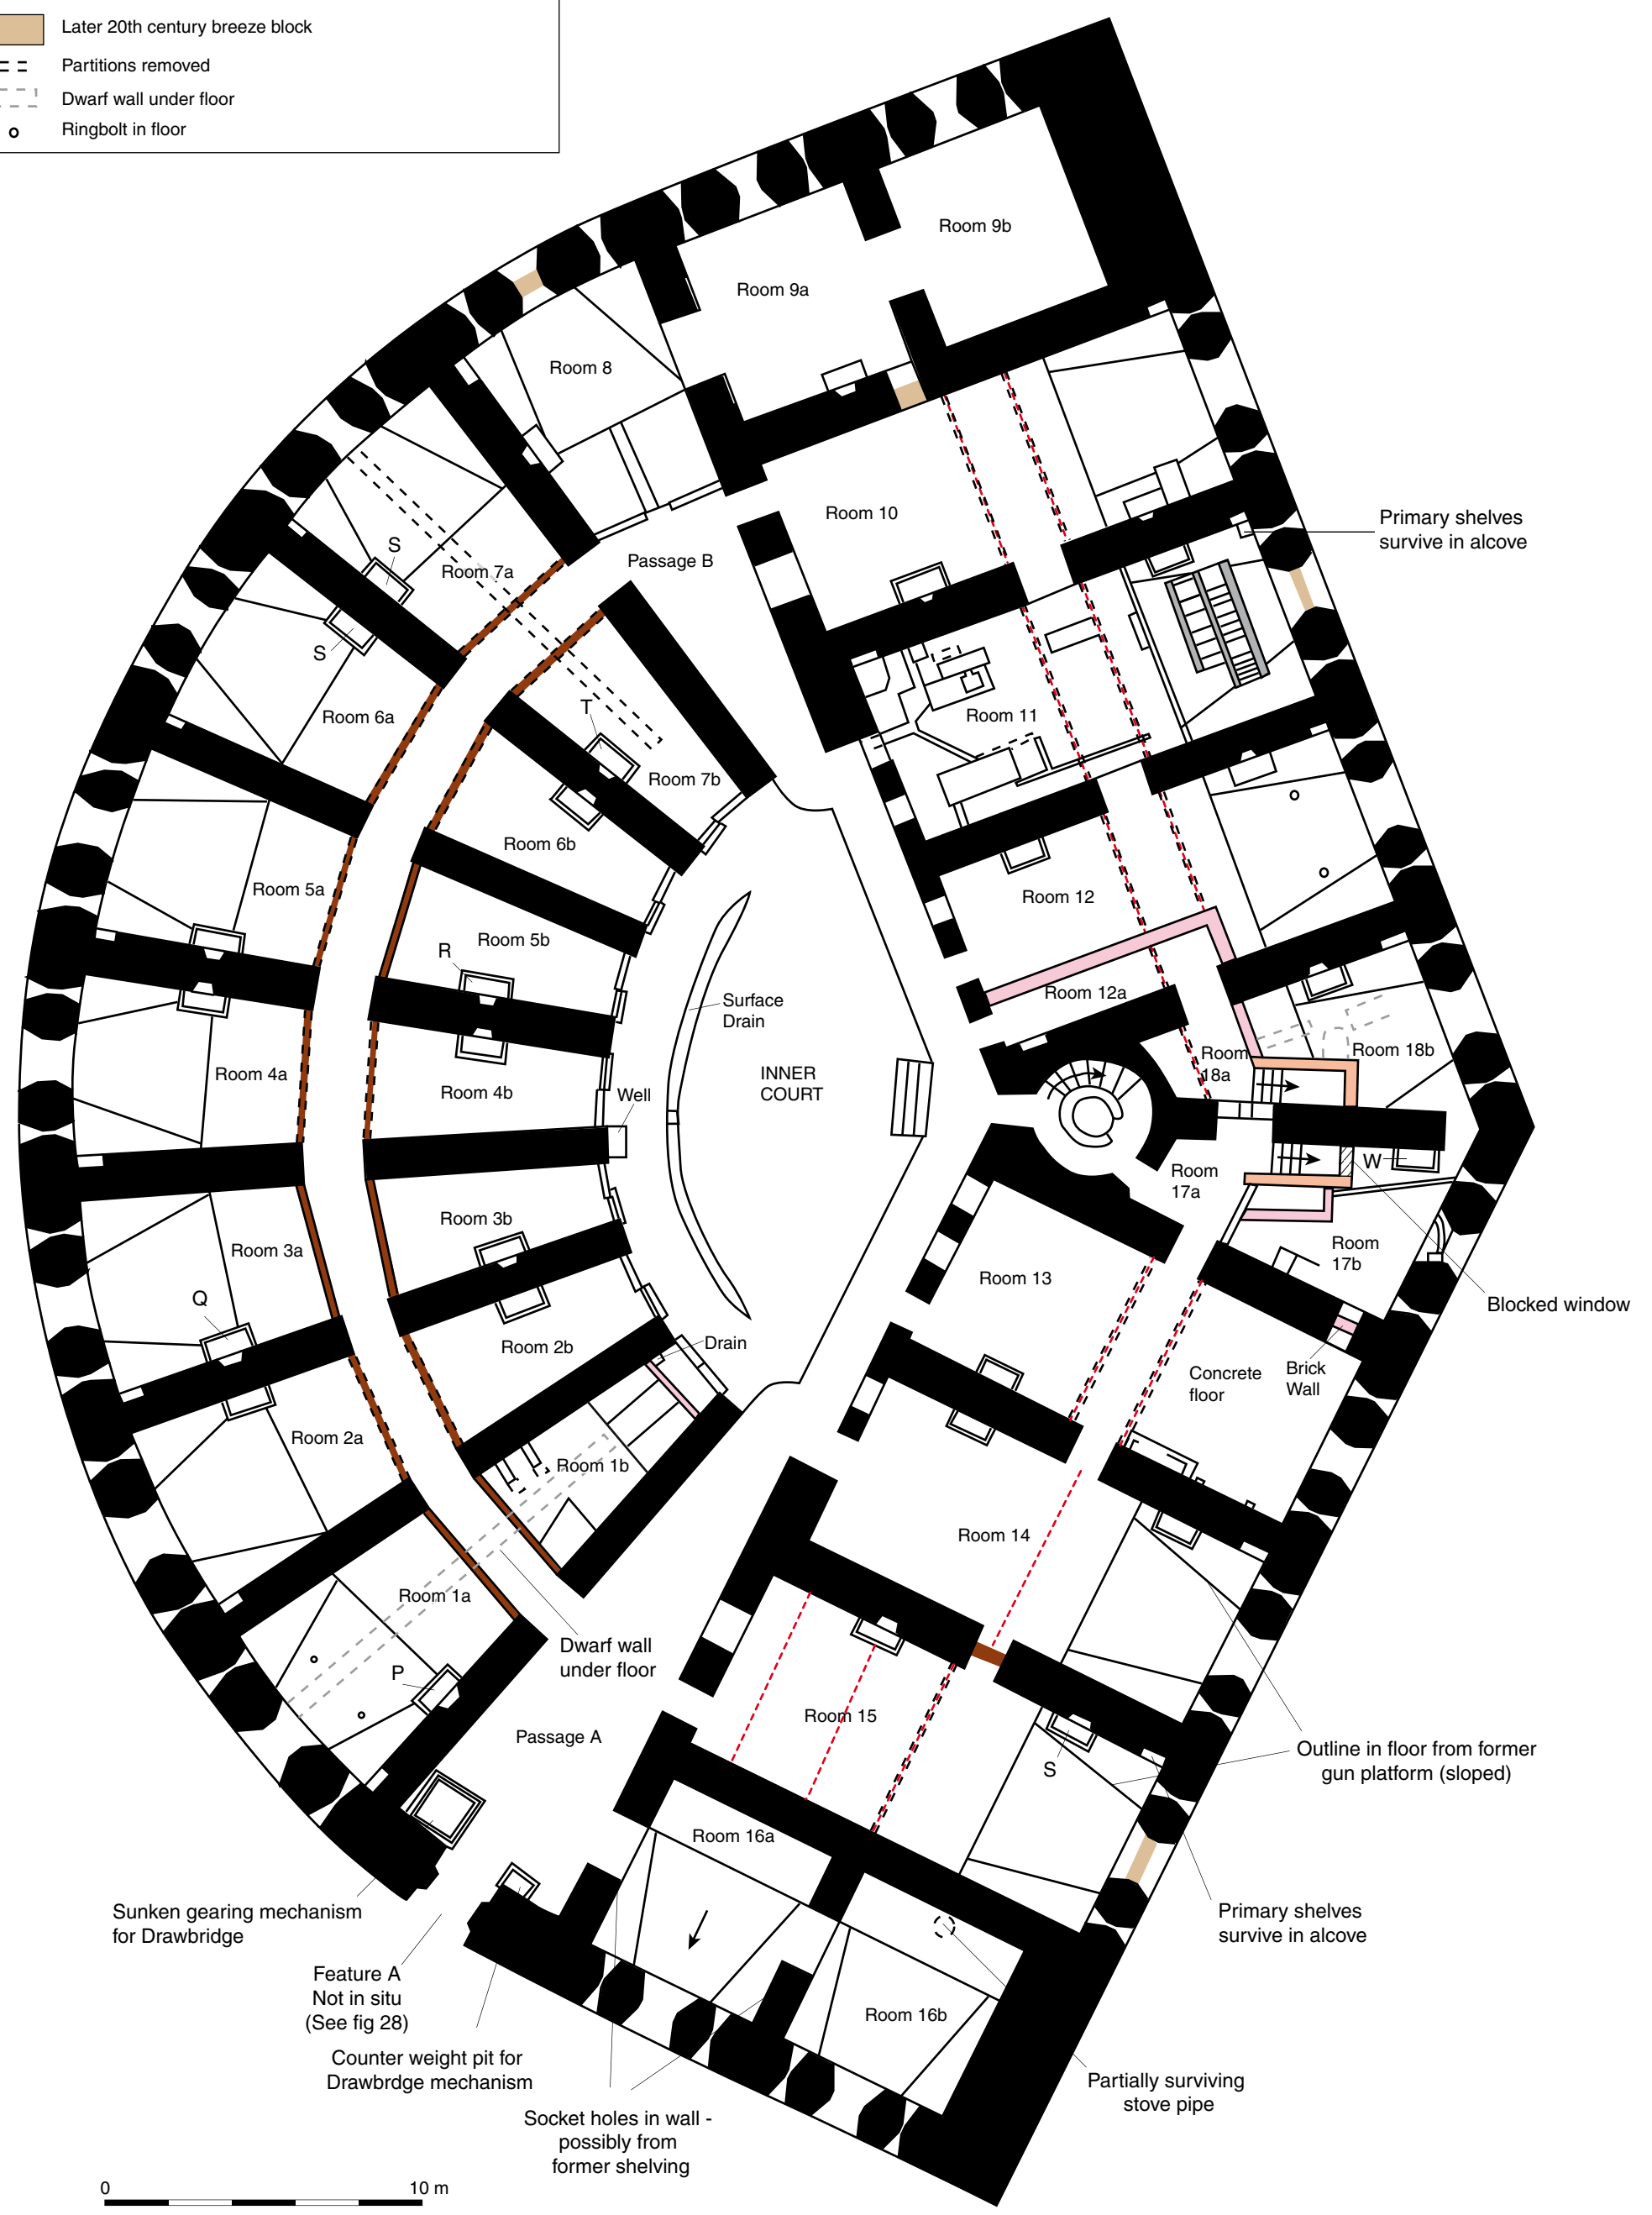 Later 20th century breeze block
Partitions removed
Dwarf wall under floor
Ringbolt in floor
Room 9b
Room 9a
Room 8
Room 10
Primary shelves
survive in alcove
Passage B
S
Room 7a
S
Room 6a
T
Room 11
Room 7b
Room 6b
Room 5a
Room 12
R
Room 5b
Room 12a
Surface
Drain
Room 4a
INNER
COURT
Room
18a
Room 18b
Room 4b
Well
W
Room
17a
Room 3b
Room 3a
Room
17b
Room 13
Q
Blocked window
Room 2b
Drain
Concrete
floor
Brick
Wall
Room 2a
Room 1b
Room 14
Room 1a
Dwarf wall
under floor
P
Room 15
Passage A
S
Outline in floor from former
gun platform (sloped)
Room 16a
Sunken gearing mechanism
for Drawbridge
Primary shelves
survive in alcove
Feature A
Not in situ
(See fig 28)
Room 16b
Counter weight pit for
Drawbrdge mechanism
Partially surviving
stove pipe
Socket holes in wall -
possibly from
former shelving
0 10 m